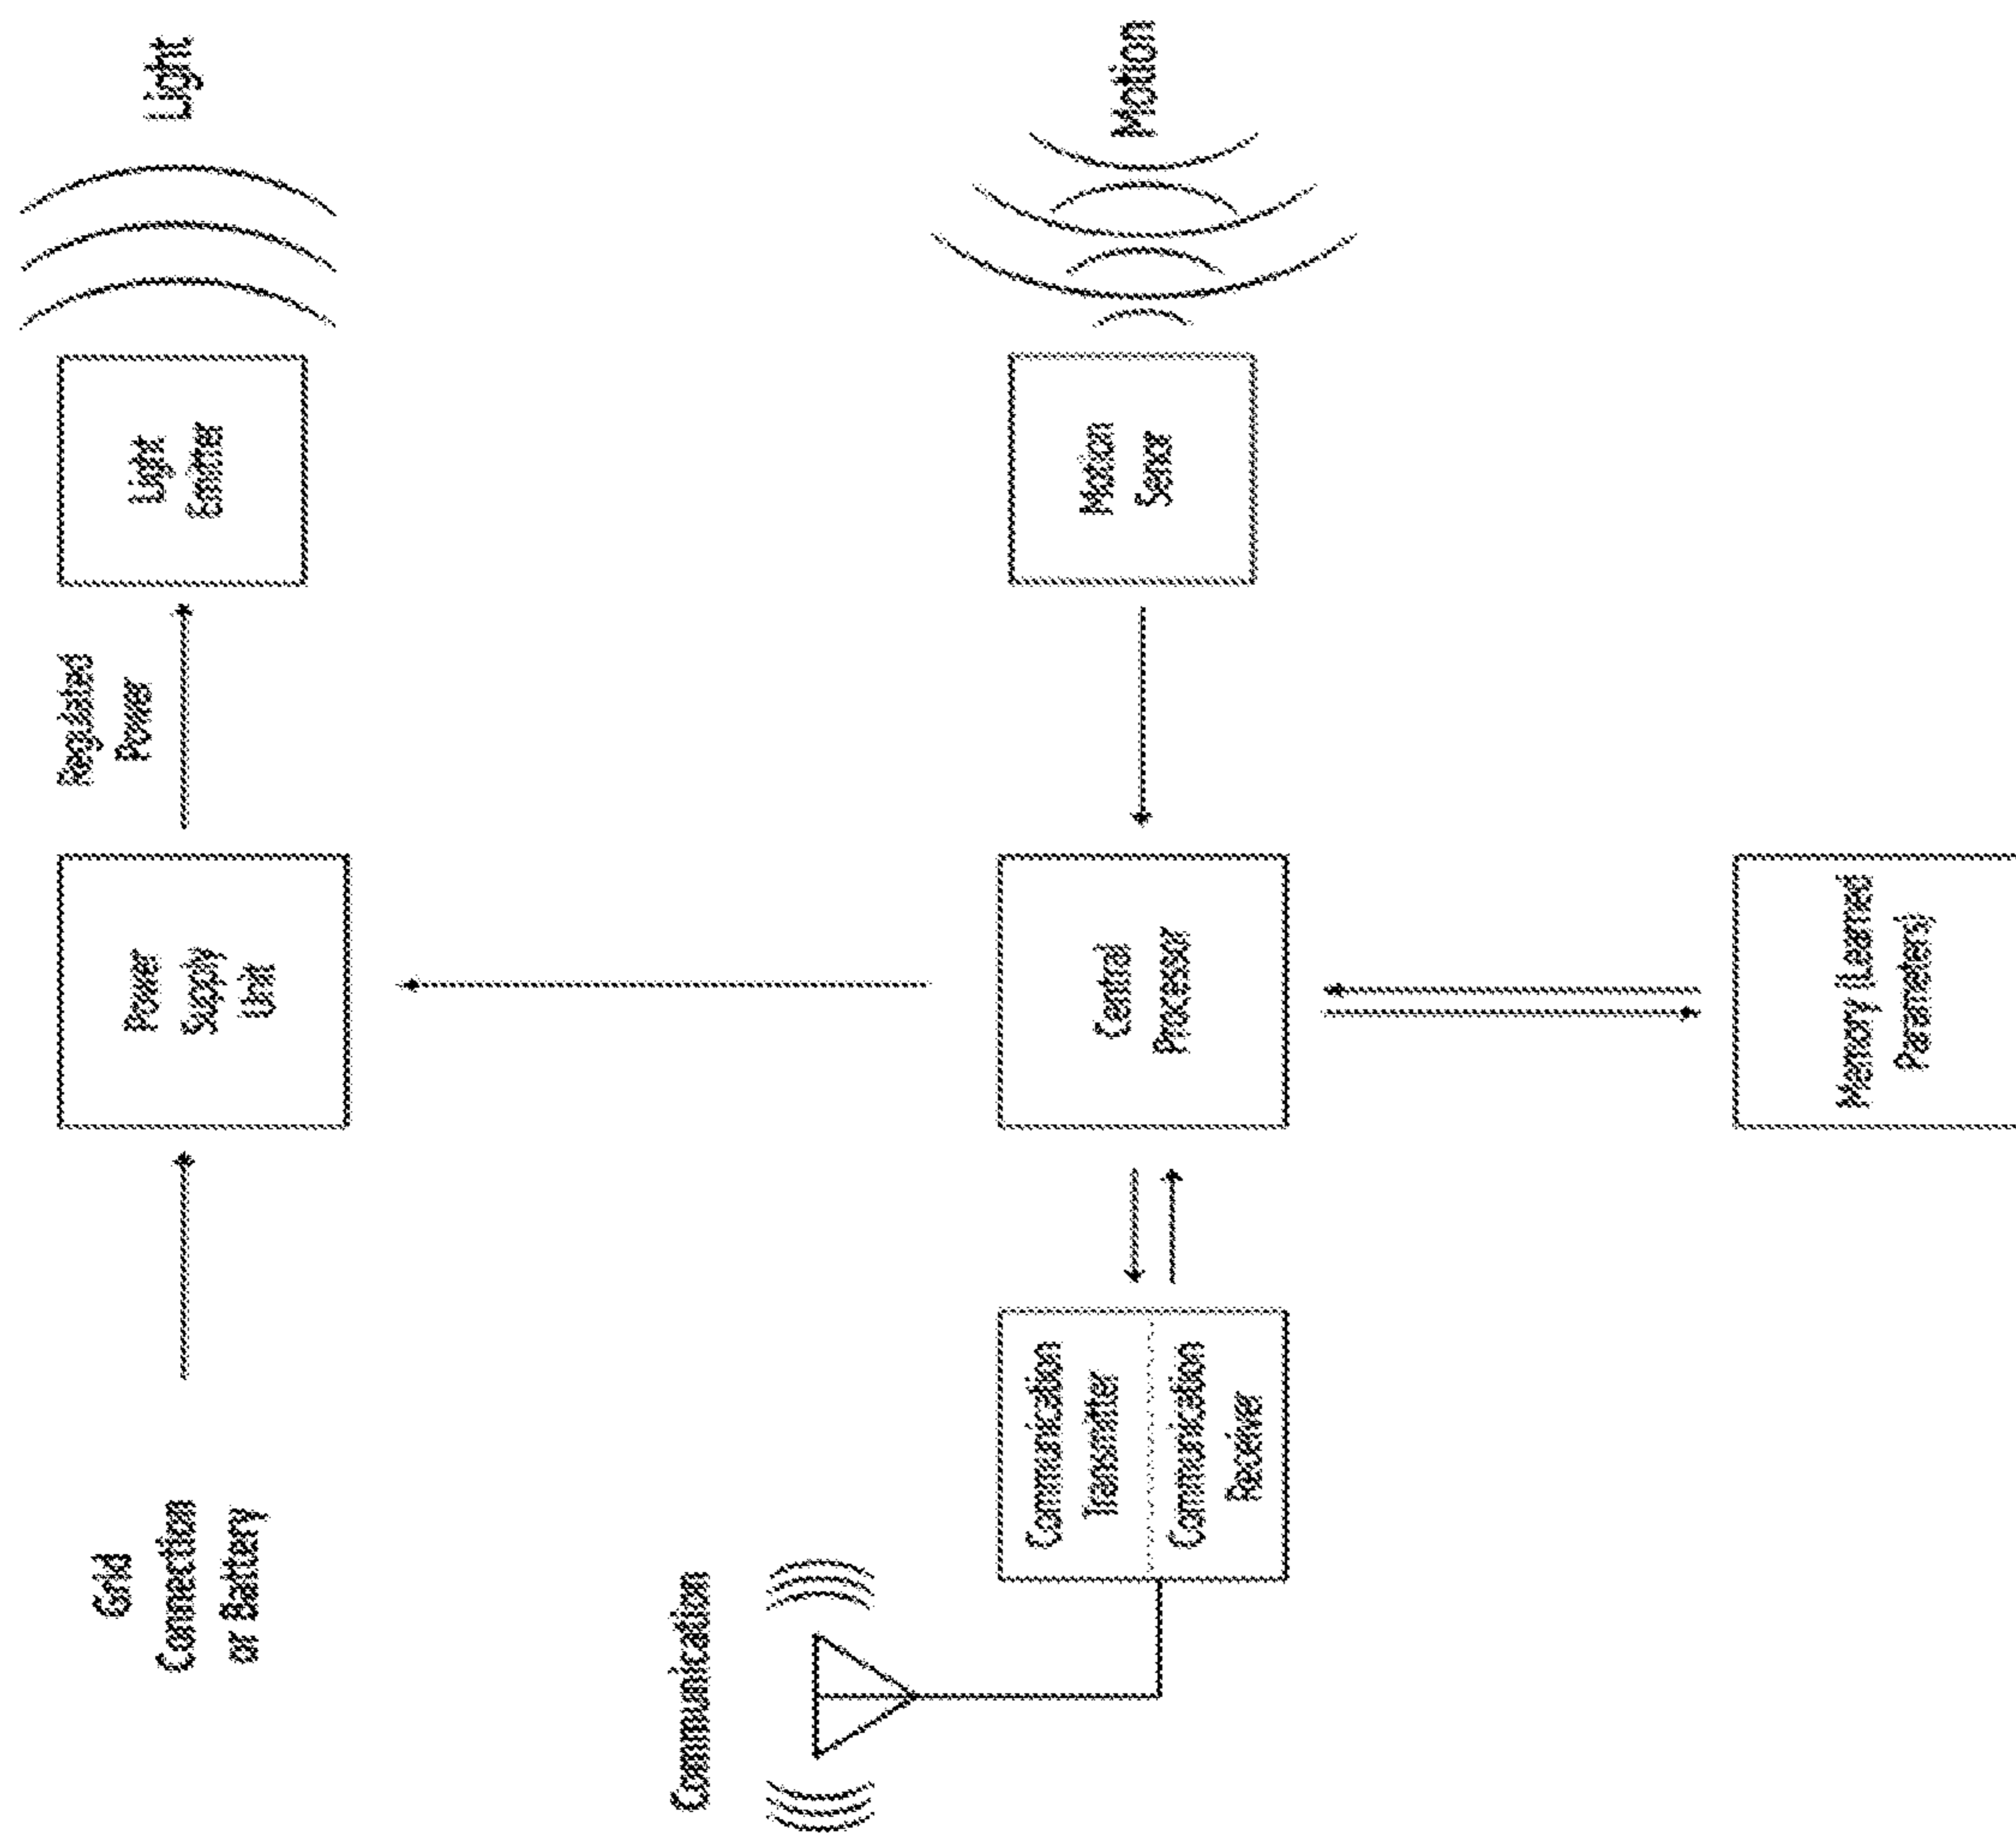 Grid
Connection
or Battery
Power
Supply
Unit
Regulated
Power
Light
Emitter
Light
Communication
Communication
Transmitter
Communication
Receiver
Central
Processor
Motion
Senor
Motion
Memory (Learned
Parameters)